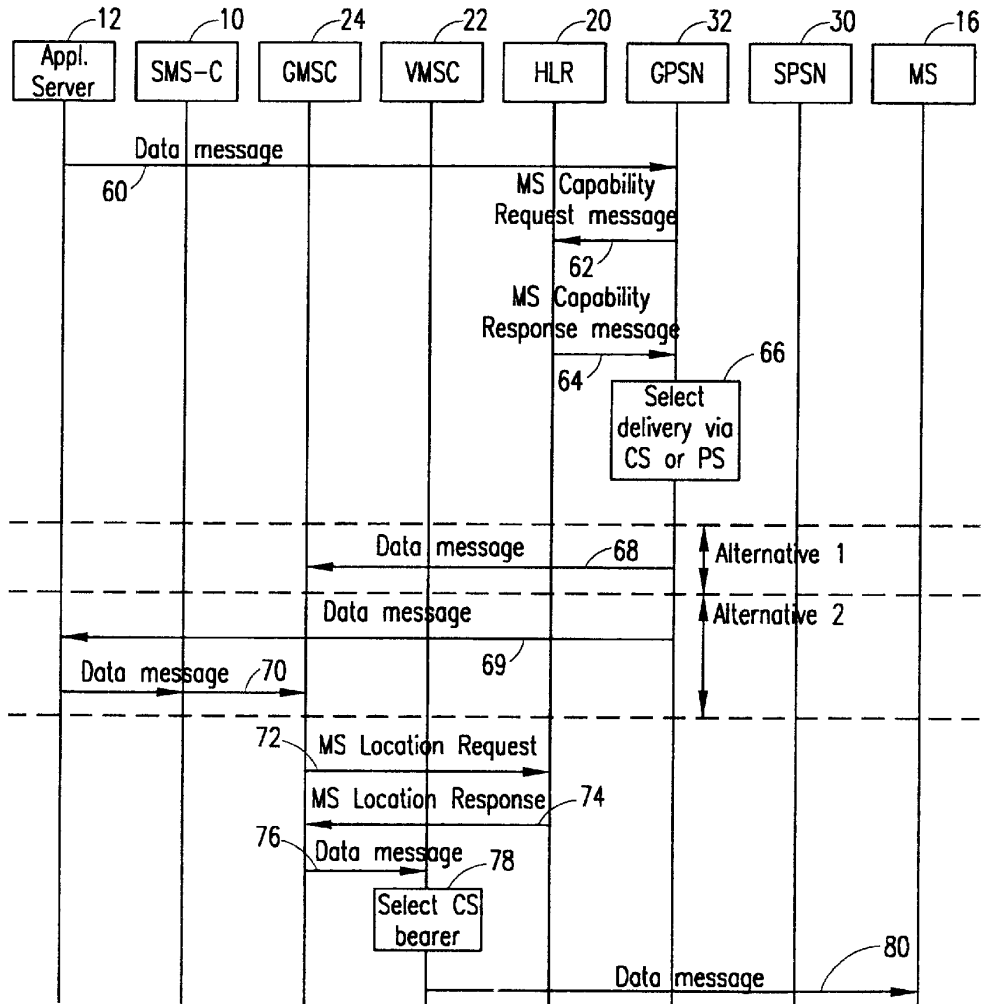 12 10 24 22 20 32 30 16
Appl. Server SMS-C GMSC VMSC HLR GPSN SPSN MS
Data message
60
MS Capability
Request message
62
MS Capability
Response message
64
66
Select
delivery via
CS or PS
Data message
68
Alternative 1
Data message
Alternative 2
69
Data message
70
72
MS Location Request
MS Location Response
74
76
Data message
78
Select CS
bearer
80
Data message